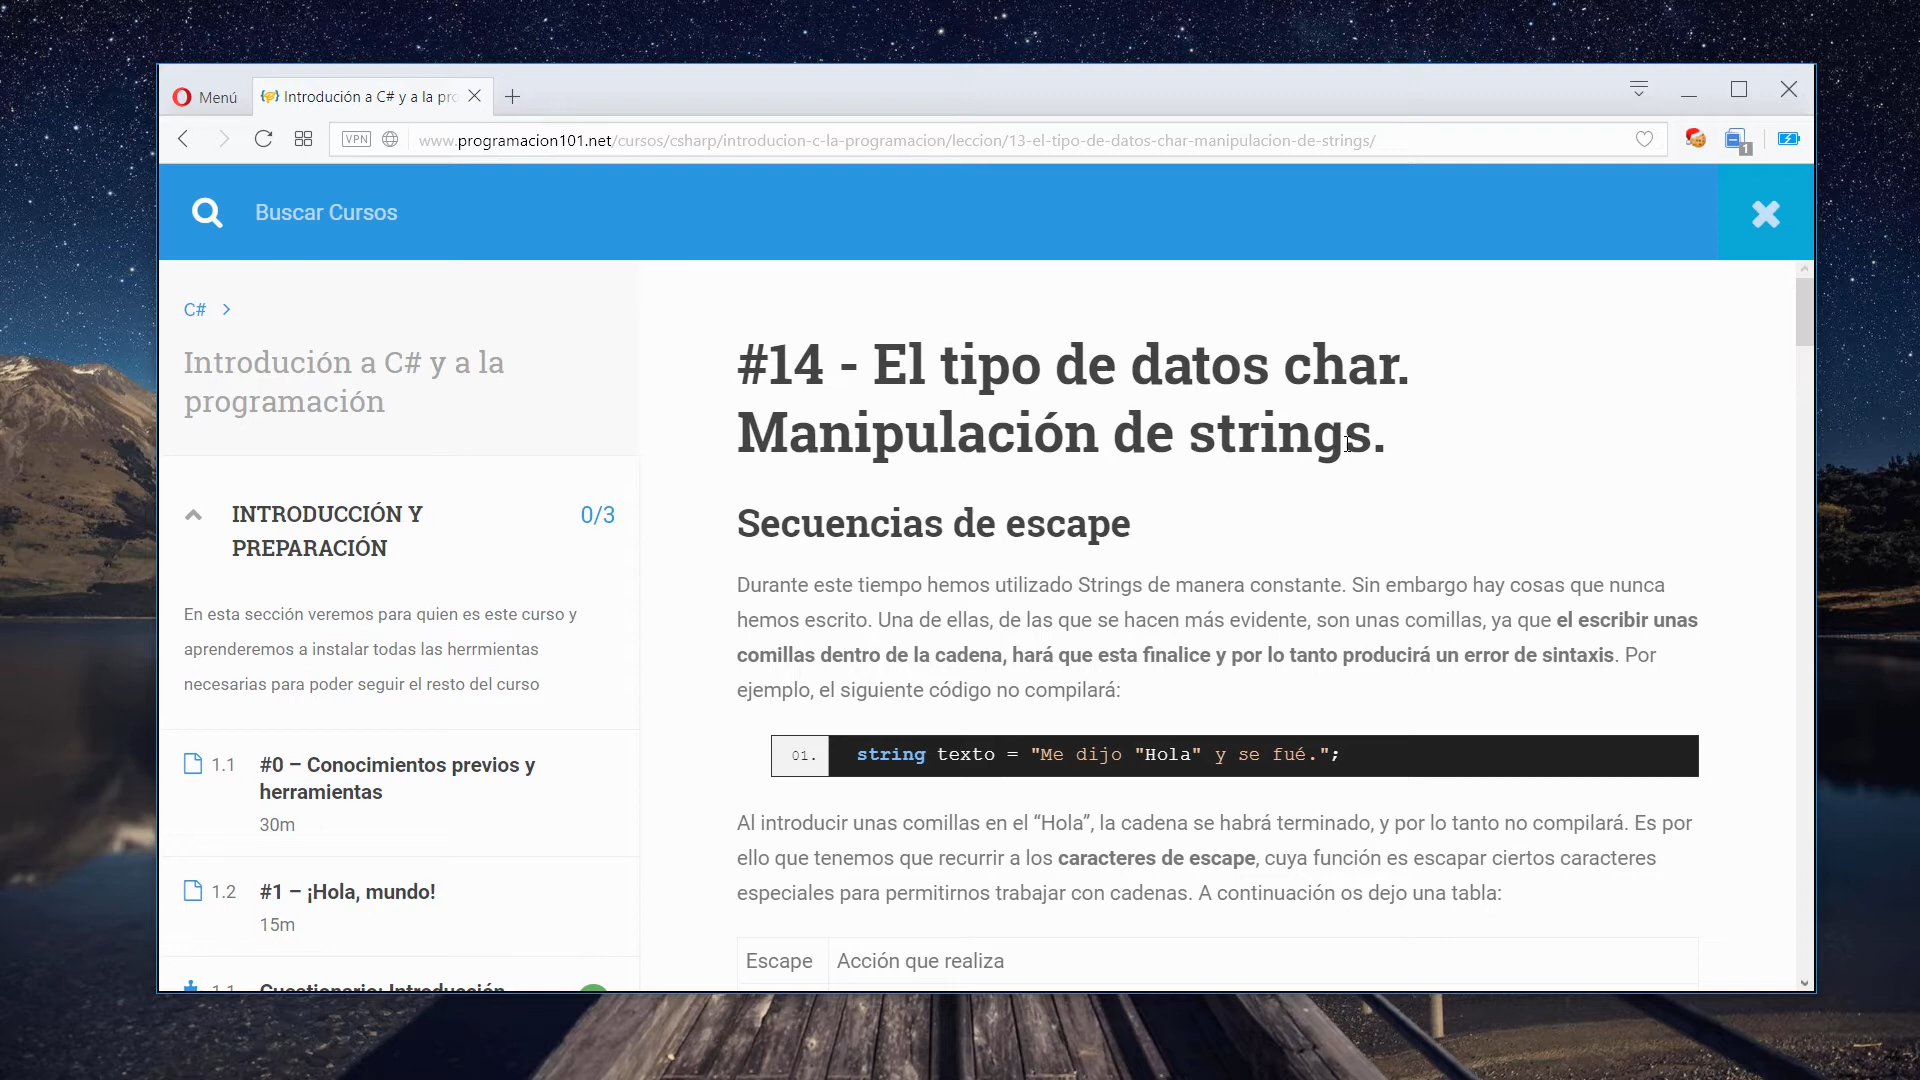 Menú
Introdución a C# y a la pro
VPN
www.programacion101.net/cursos/csharp/introducion-c-la-programacion/leccion/13-el-tipo-de-datos-char-manipulacion-de-strings/
1
Buscar Cursos
C#
Introdución a C# y a la
programación
INTRODUCCIÓN Y
PREPARACIÓN
0/3
En esta sección veremos para quien es este curso y
aprenderemos a instalar todas las herrmientas
necesarias para poder seguir el resto del curso
1.1
#0 – Conocimientos previos y
herramientas
30m
1.2
#1 – ¡Hola, mundo!
15m
1.1
Cuestionario: Introducción
#14 - El tipo de datos char.
Manipulación de strings.
Secuencias de escape
Durante este tiempo hemos utilizado Strings de manera constante. Sin embargo hay cosas que nunca
hemos escrito. Una de ellas, de las que se hacen más evidente, son unas comillas, ya que el escribir unas
comillas dentro de la cadena, hará que esta finalice y por lo tanto producirá un error de sintaxis. Por
ejemplo, el siguiente código no compilará:
01.
string texto = "Me dijo "Hola" y se fué.";
Al introducir unas comillas en el “Hola”, la cadena se habrá terminado, y por lo tanto no compilará. Es por
ello que tenemos que recurrir a los caracteres de escape, cuya función es escapar ciertos caracteres
especiales para permitirnos trabajar con cadenas. A continuación os dejo una tabla:
Escape
Acción que realiza